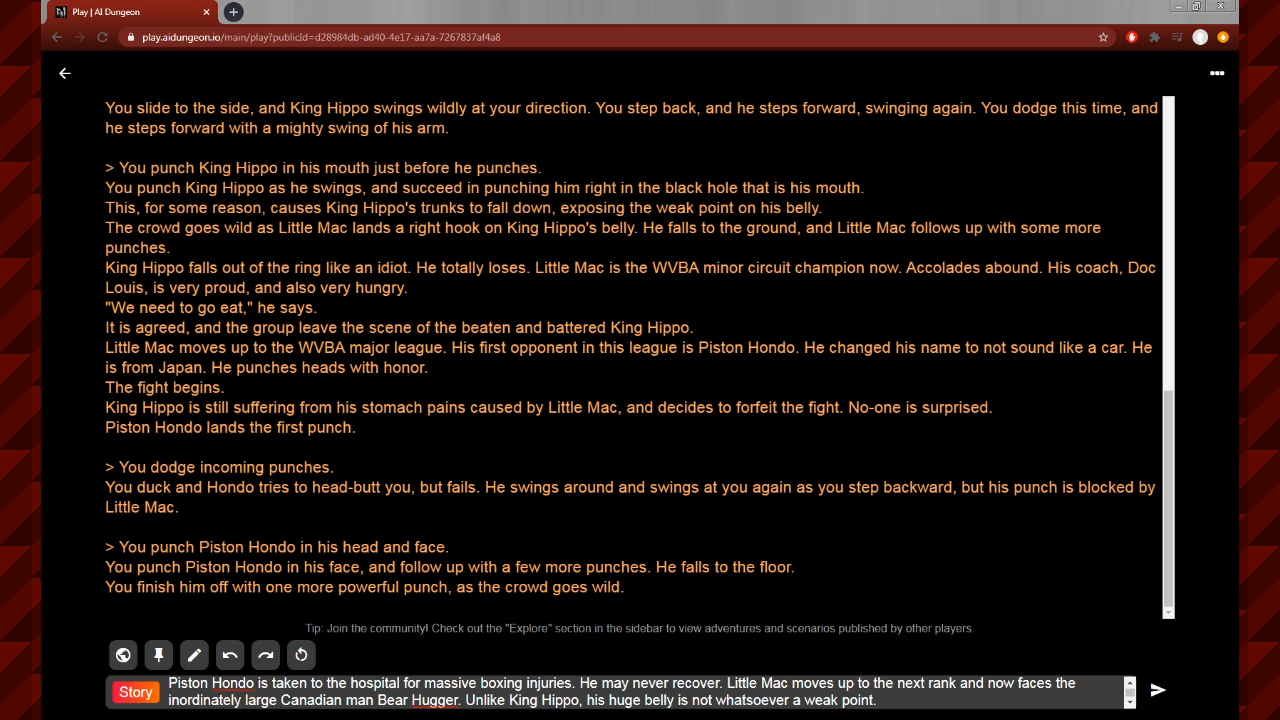 Play | AI Dungeon
play.aidungeon.io/main/play?publicId=d28984db-ad40-4e17-aa7a-7267837af4a8
You slide to the side, and King Hippo swings wildly at your direction. You step back, and he steps forward, swinging again. You dodge this time, and
he steps forward with a mighty swing of his arm.
> You punch King Hippo in his mouth just before he punches.
You punch King Hippo as he swings, and succeed in punching him right in the black hole that is his mouth.
This, for some reason, causes King Hippo's trunks to fall down, exposing the weak point on his belly.
The crowd goes wild as Little Mac lands a right hook on King Hippo's belly. He falls to the ground, and Little Mac follows up with some more
punches.
King Hippo falls out of the ring like an idiot. He totally loses. Little Mac is the WVBA minor circuit champion now. Accolades abound. His coach, Doc
Louis, is very proud, and also very hungry.
"We need to go eat," he says.
It is agreed, and the group leave the scene of the beaten and battered King Hippo.
Little Mac moves up to the WVBA major league. His first opponent in this league is Piston Hondo. He changed his name to not sound like a car. He
is from Japan. He punches heads with honor.
The fight begins.
King Hippo is still suffering from his stomach pains caused by Little Mac, and decides to forfeit the fight. No-one is surprised.
Piston Hondo lands the first punch.
> You dodge incoming punches.
You duck and Hondo tries to head-butt you, but fails. He swings around and swings at you again as you step backward, but his punch is blocked by
Little Mac.
> You punch Piston Hondo in his head and face.
You punch Piston Hondo in his face, and follow up with a few more punches. He falls to the floor.
You finish him off with one more powerful punch, as the crowd goes wild.
Tip: Join the community! Check out the "Explore" section in the sidebar to view adventures and scenarios published by other players.
Story
Piston Hondo is taken to the hospital for massive boxing injuries. He may never recover. Little Mac moves up to the next rank and now faces the
inordinately large Canadian man Bear Hugger. Unlike King Hippo, his huge belly is not whatsoever a weak point.